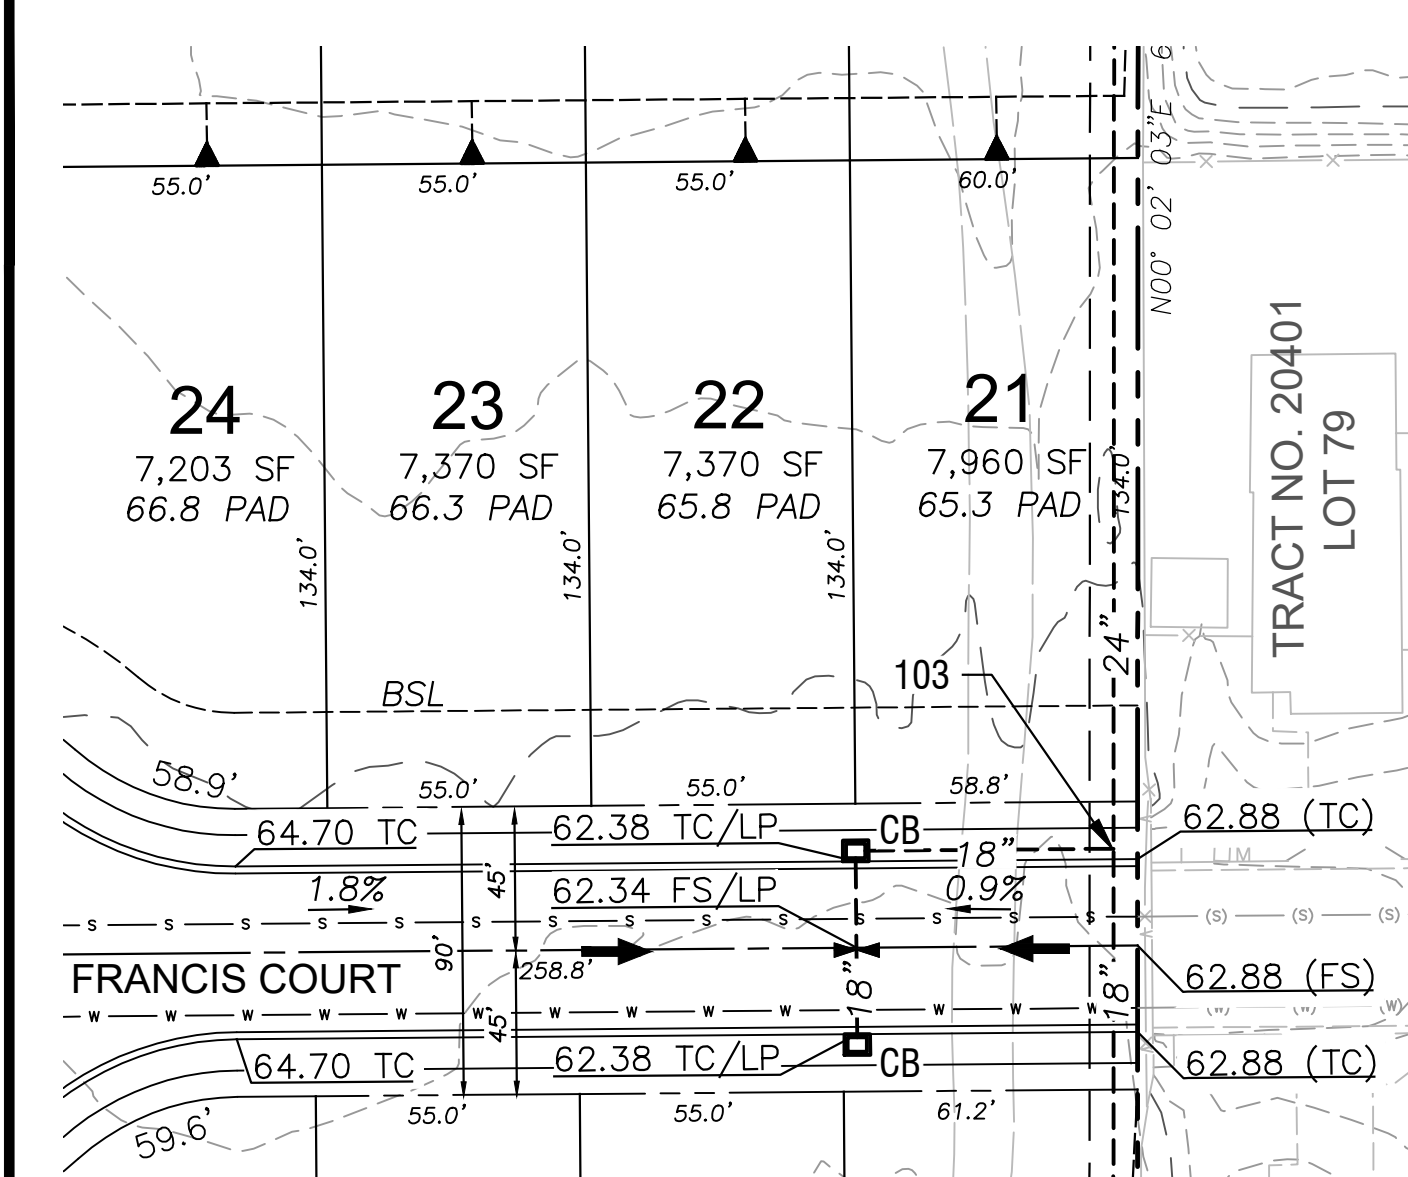 55.0'
55.0'
55.0'
60.0'
N00° 02' 03"E 6
24
7,203 SF
66.8 PAD
23
7,370 SF
66.3 PAD
22
7,370 SF
65.8 PAD
21
7,960 SF
65.3 PAD
134.0'
134.0'
134.0'
134.0'
TRACT NO. 20401
LOT 79
24"
103
BSL
58.9'
55.0'
55.0'
58.8'
64.70 TC
62.38 TC/LP
CB
18"
62.88 (TC)
1.8%
45'
62.34 FS/LP
0.9%
S S S S S S S S S S S S S S (S) (S) (S)
90'
258.8'
18"
FRANCIS COURT
62.88 (FS)
18"
W W W W W W W W W W W W W (W) (W) W)
45'
64.70 TC
62.38 TC/LP
CB
62.88 (TC)
59.6'
55.0'
55.0'
61.2'